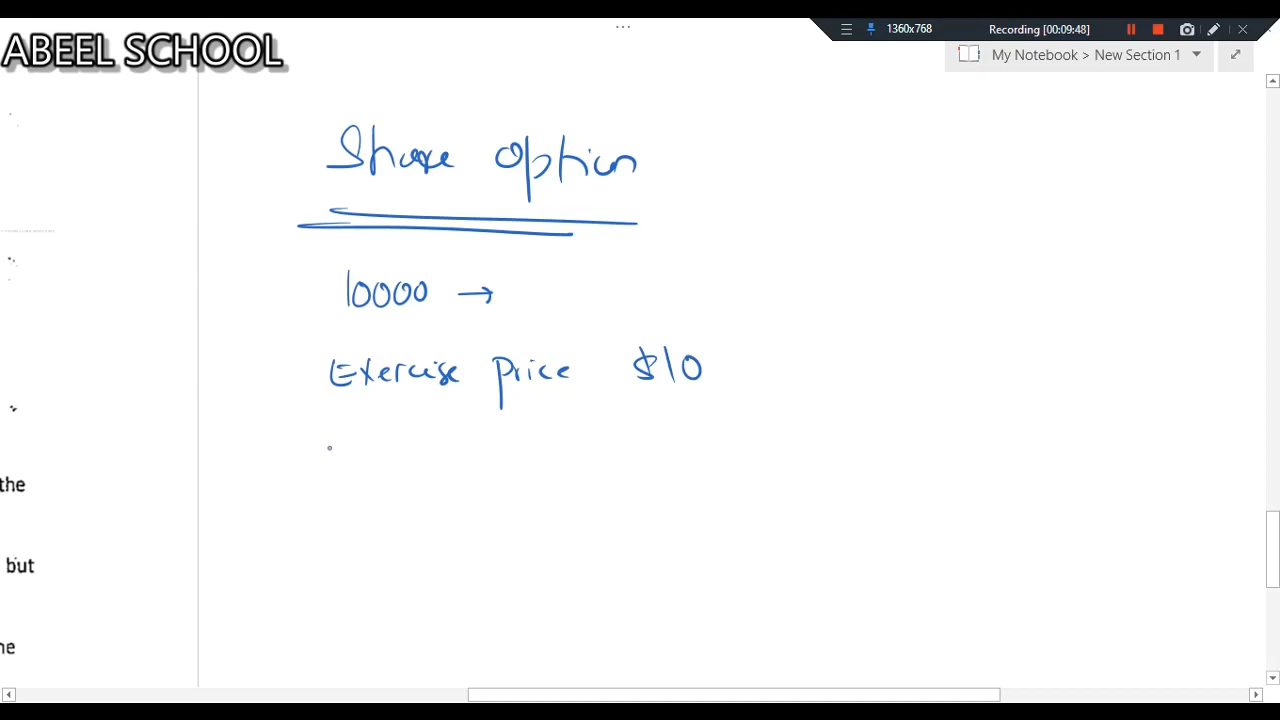 Recording [00:09:48]
1360x768
ABEEL SCHOOL
My Notebook > New Section 1
Share option
10000 →
Exercise price $10
the
but